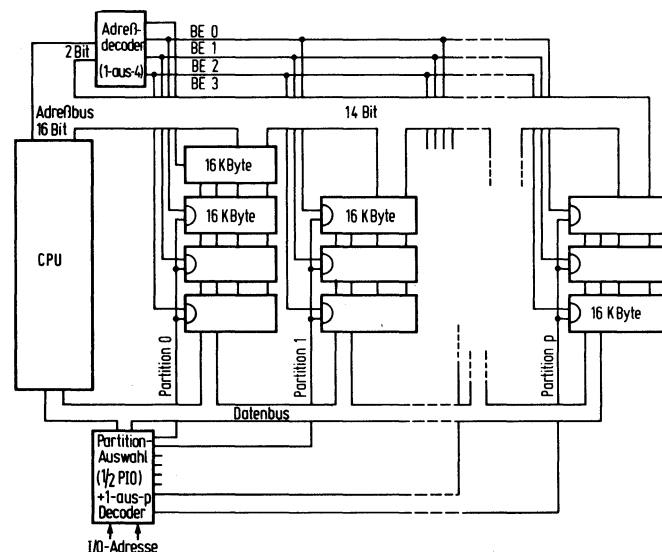 Adreß-
decoder
(1-aus-4)
2 Bit
BE 0
BE 1
BE 2
BE 3
Adreßbus
16 Bit
14 Bit
CPU
16 KByte
16 KByte
16 KByte
16 KByte
Partition 0
Partition 1
Partition p
Datenbus
Partition-
Auswahl
(1/2 PIO)
+1-aus-p
Decoder
I/O-Adresse